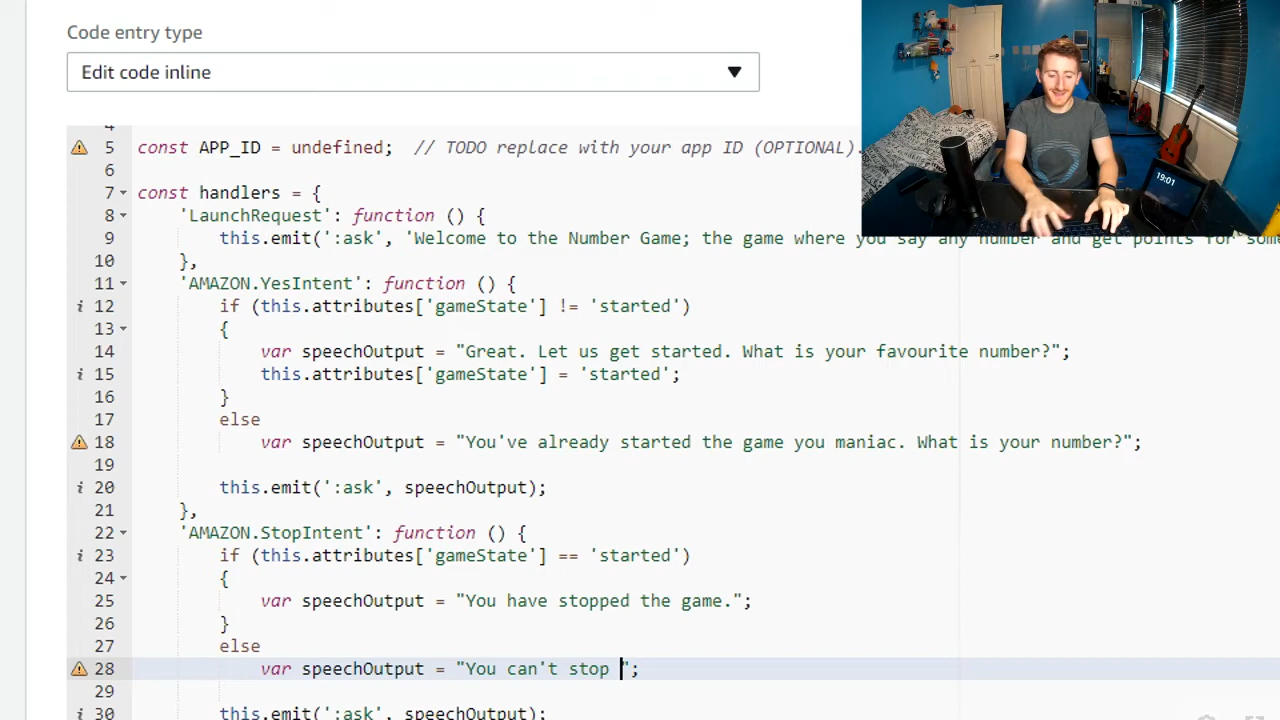 Code entry type
Edit code inline
4
5 const APP_ID = undefined;  // TODO replace with your app ID (OPTIONAL).
6
7 const handlers = {
8 'LaunchRequest': function () {
9 this.emit(':ask', 'Welcome to the Number Game; the game where you say any number and get points for some
10 },
11 'AMAZON.YesIntent': function () {
12 if (this.attributes['gameState'] != 'started')
13 {
14 var speechOutput = "Great. Let us get started. What is your favourite number?";
15 this.attributes['gameState'] = 'started';
16 }
17 else
18 var speechOutput = "You've already started the game you maniac. What is your number?";
19
20 this.emit(':ask', speechOutput);
21 },
22 'AMAZON.StopIntent': function () {
23 if (this.attributes['gameState'] == 'started')
24 {
25 var speechOutput = "You have stopped the game.";
26 }
27 else
28 var speechOutput = "You can't stop ";
29
30 this.emit(':ask', speechOutput);
19:01